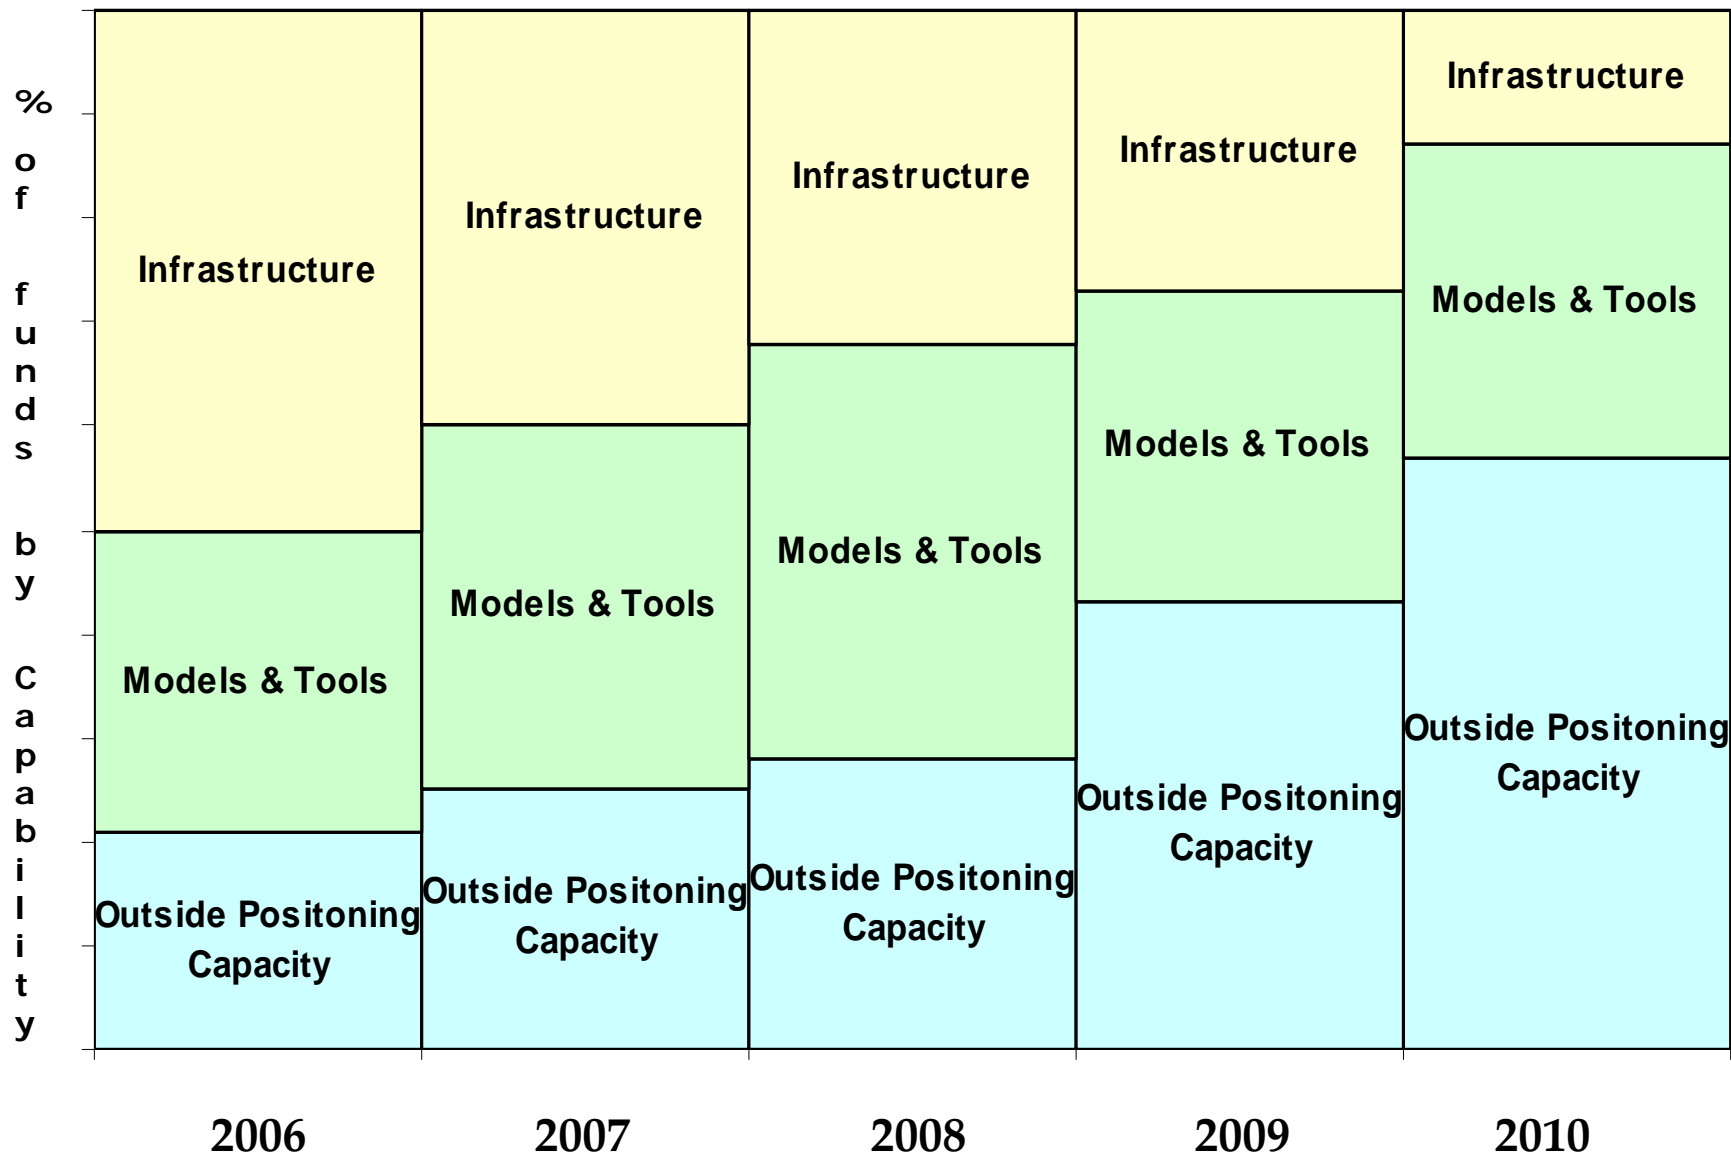 % of funds by Capability
Infrastructure
Models & Tools
Outside Positoning
Capacity
Infrastructure
Models & Tools
Outside Positoning
Capacity
Infrastructure
Models & Tools
Outside Positoning
Capacity
Infrastructure
Models & Tools
Outside Positoning
Capacity
Infrastructure
Models & Tools
Outside Positoning
Capacity
2006 2007 2008 2009 2010